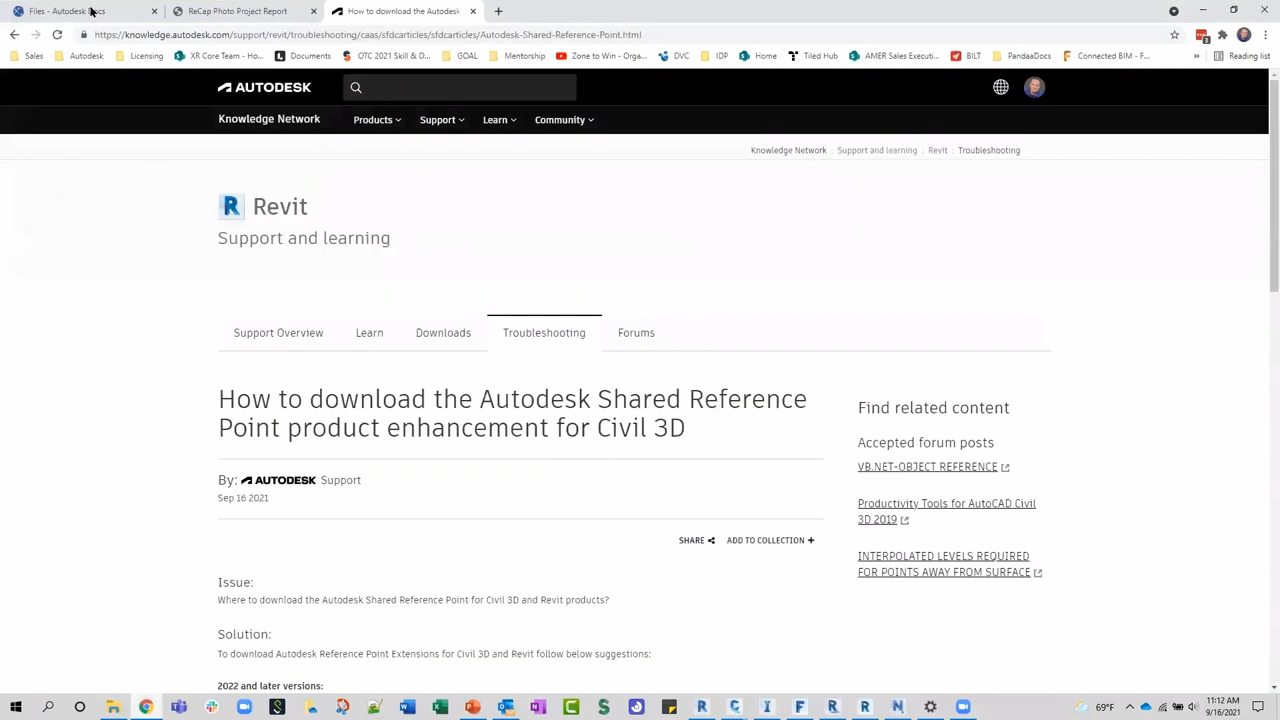 Files - Autodesk Docs
ReCap Photo Project Report
How to download the Autodesk
https://knowledge.autodesk.com/support/revit/troubleshooting/caas/sfdcarticles/sfdcarticles/Autodesk-Shared-Reference-Point.html
Sales Autodesk Licensing XR Core Team - Ho... Documents OTC 2021 Skill & D... GOAL Mentorship Zone to Win - Orga... DVC IDP Home Tiled Hub AMER Sales Executi... BILT PandaaDocs Connected BIM - F... » Reading list
AUTODESK
Knowledge Network Products Support Learn Community
Knowledge Network : Support and learning : Revit : Troubleshooting
R Revit
Support and learning
Support Overview Learn Downloads Troubleshooting Forums
How to download the Autodesk Shared Reference
Point product enhancement for Civil 3D
By: AUTODESK Support
Sep 16 2021
SHARE ADD TO COLLECTION +
Issue:
Where to download the Autodesk Shared Reference Point for Civil 3D and Revit products?
Solution:
To download Autodesk Reference Point Extensions for Civil 3D and Revit follow below suggestions:
2022 and later versions:
Find related content
Accepted forum posts
VB.NET-OBJECT REFERENCE
Productivity Tools for AutoCAD Civil
3D 2019
INTERPOLATED LEVELS REQUIRED
FOR POINTS AWAY FROM SURFACE
69°F
11:12 AM
9/16/2021